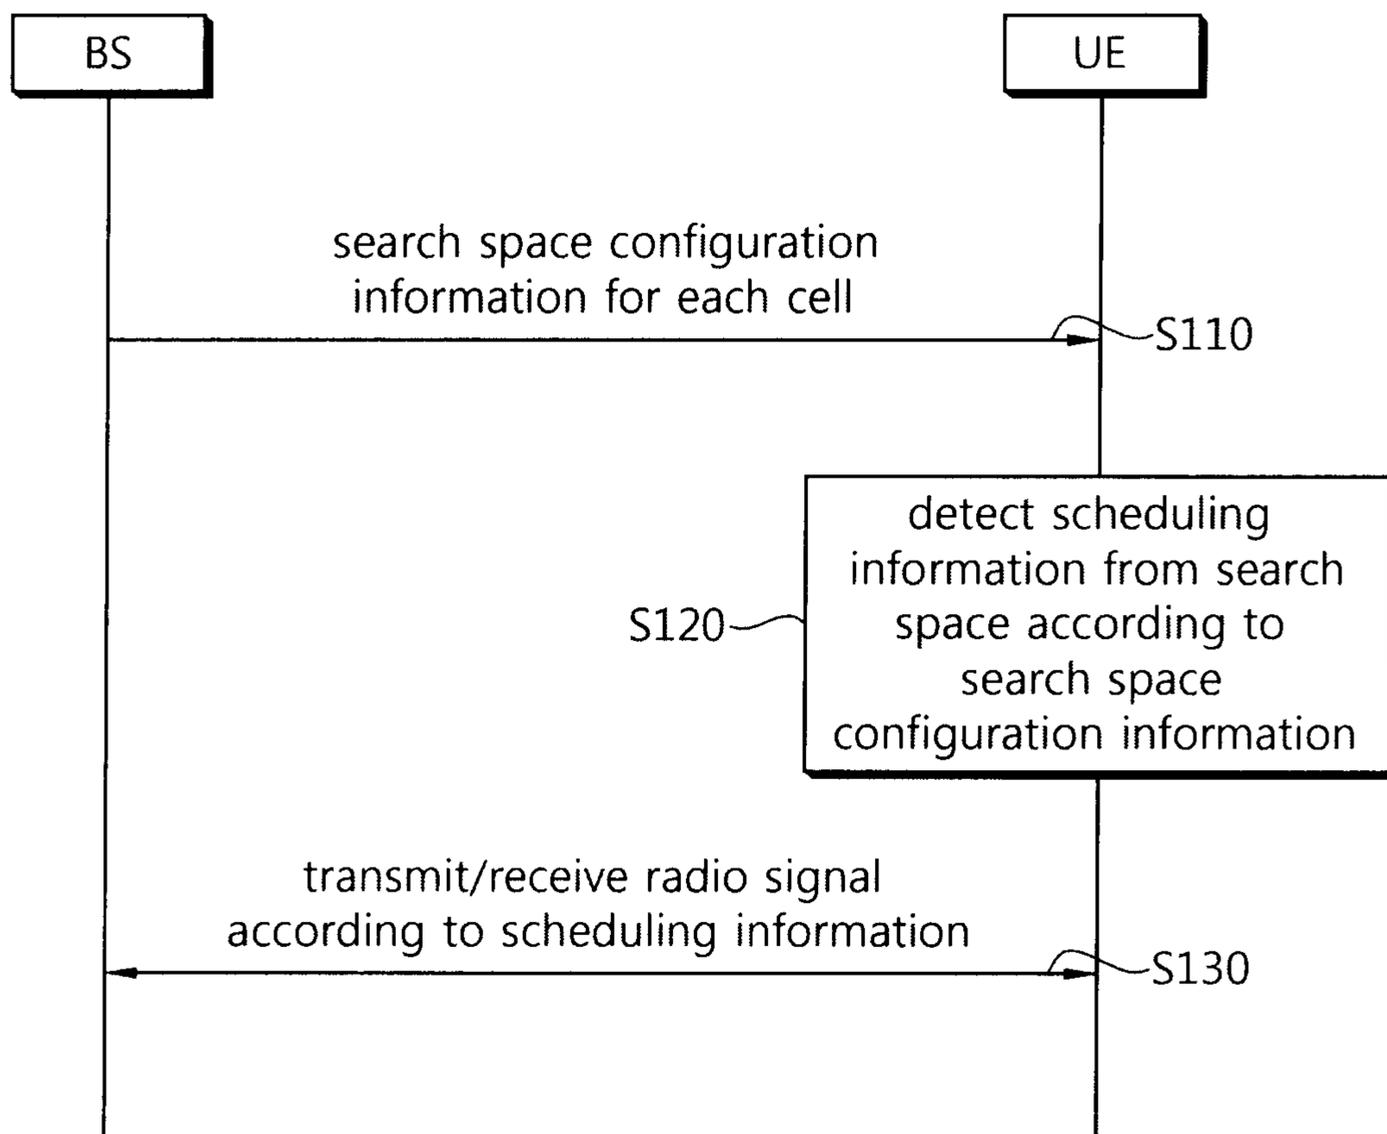 BS
UE
search space configuration
information for each cell
S110
detect scheduling
information from search
space according to
search space
configuration information
S120
transmit/receive radio signal
according to scheduling information
S130